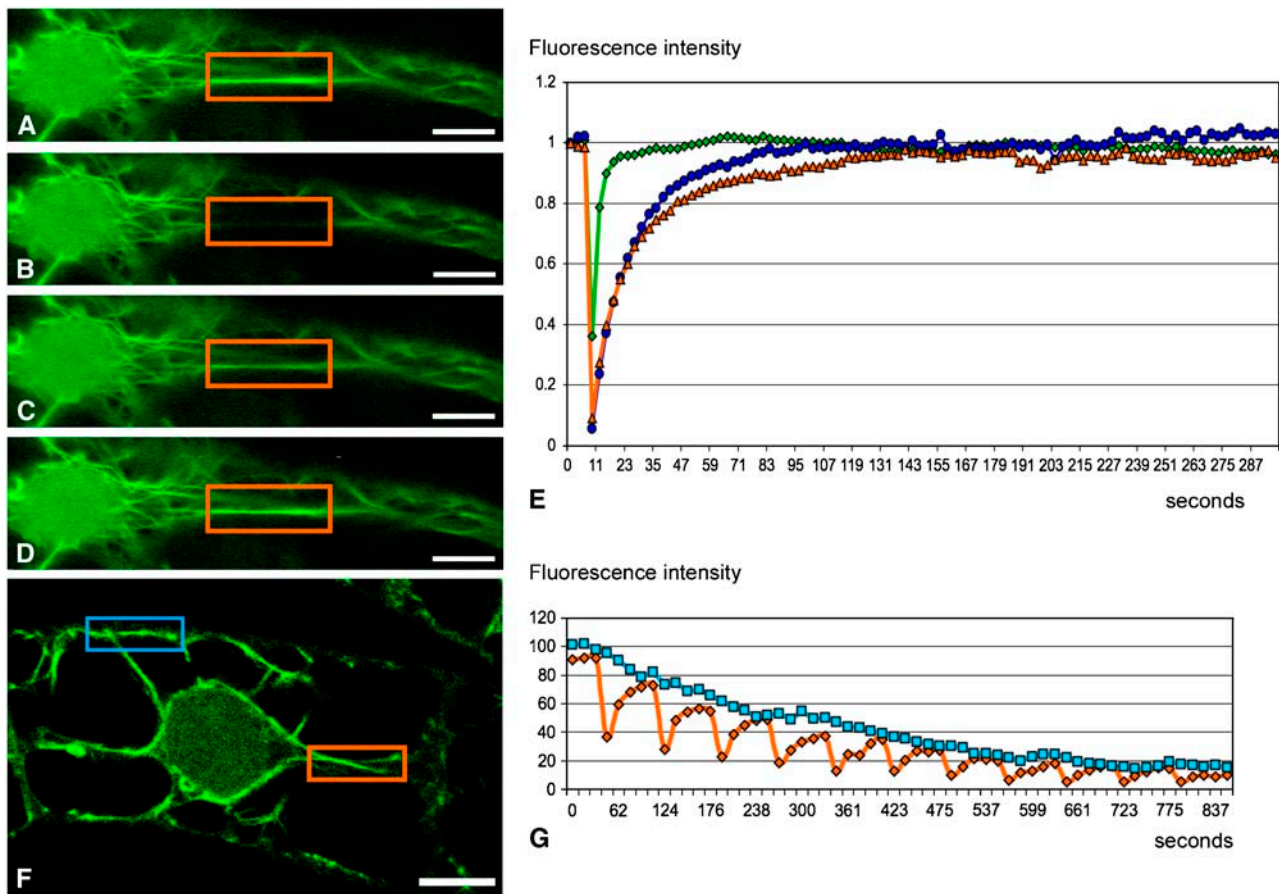 A
B
C
D
F
Fluorescence intensity
1.2
1
0.8
0.6
0.4
0.2
0
0 11 23 35 47 59 71 83 95 107 119 131 143 155 167 179 191 203 215 227 239 251 263 275 287
E
seconds
Fluorescence intensity
120
100
80
60
40
20
0
0 62 124 176 238 300 361 423 475 537 599 661 723 775 837
G
seconds